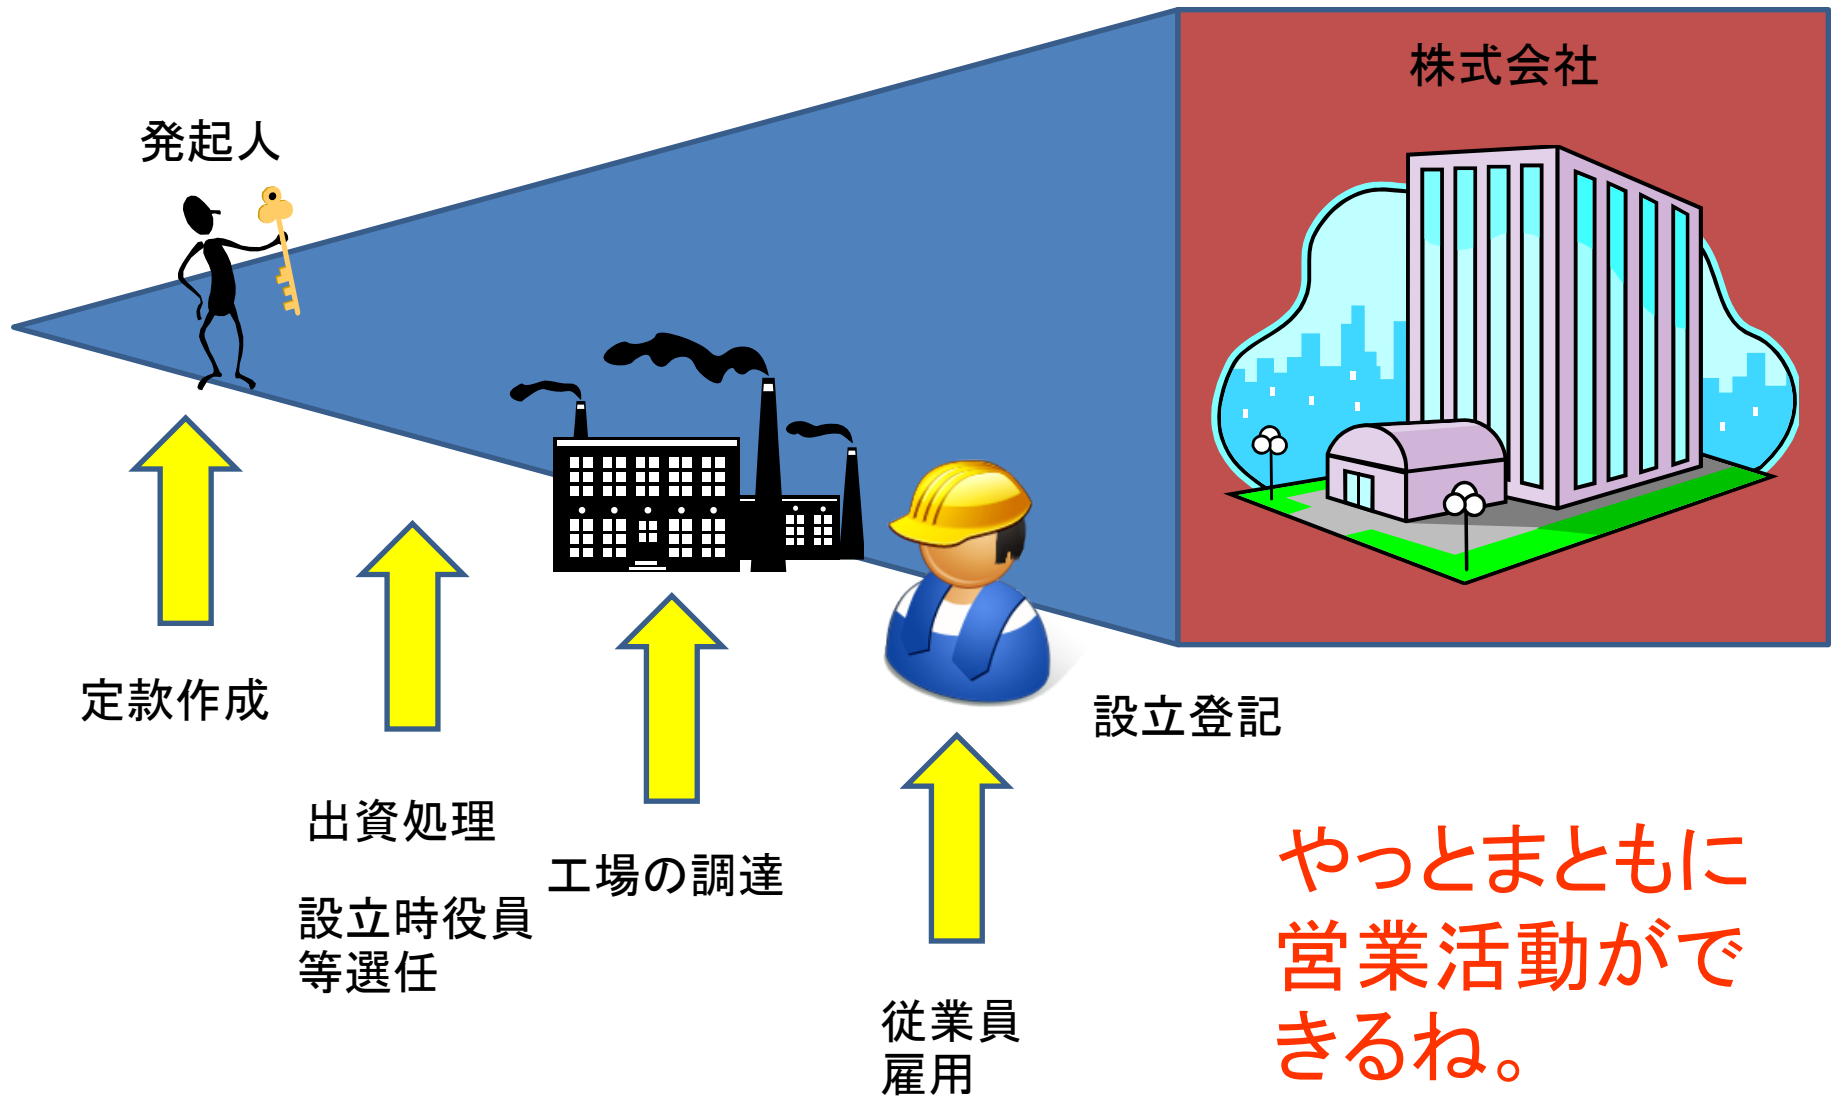 株式会社
発起人
定款作成
出資処理
設立時役員
等選任
工場の調達
従業員
雇用
設立登記
やっとまともに
営業活動がで
きるね。